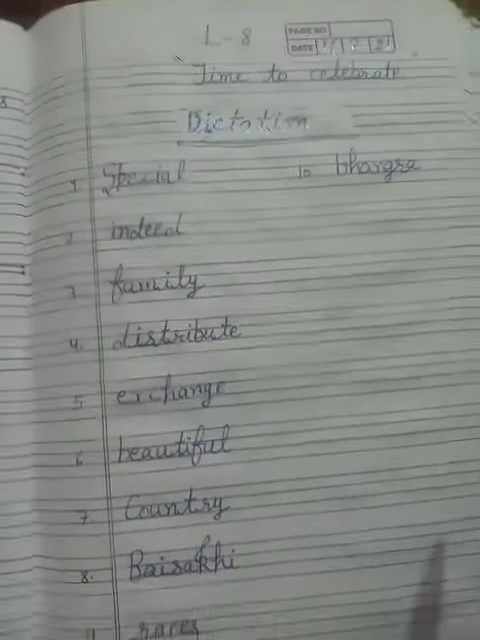 L-8
PAGE NO
DATE
Time to celebrate
Dictation
1. Special
10 bhangra
2. indeed
3. family
4. distribute
5. exchange
6. beautiful
7. Country
8. Baisakhi
races